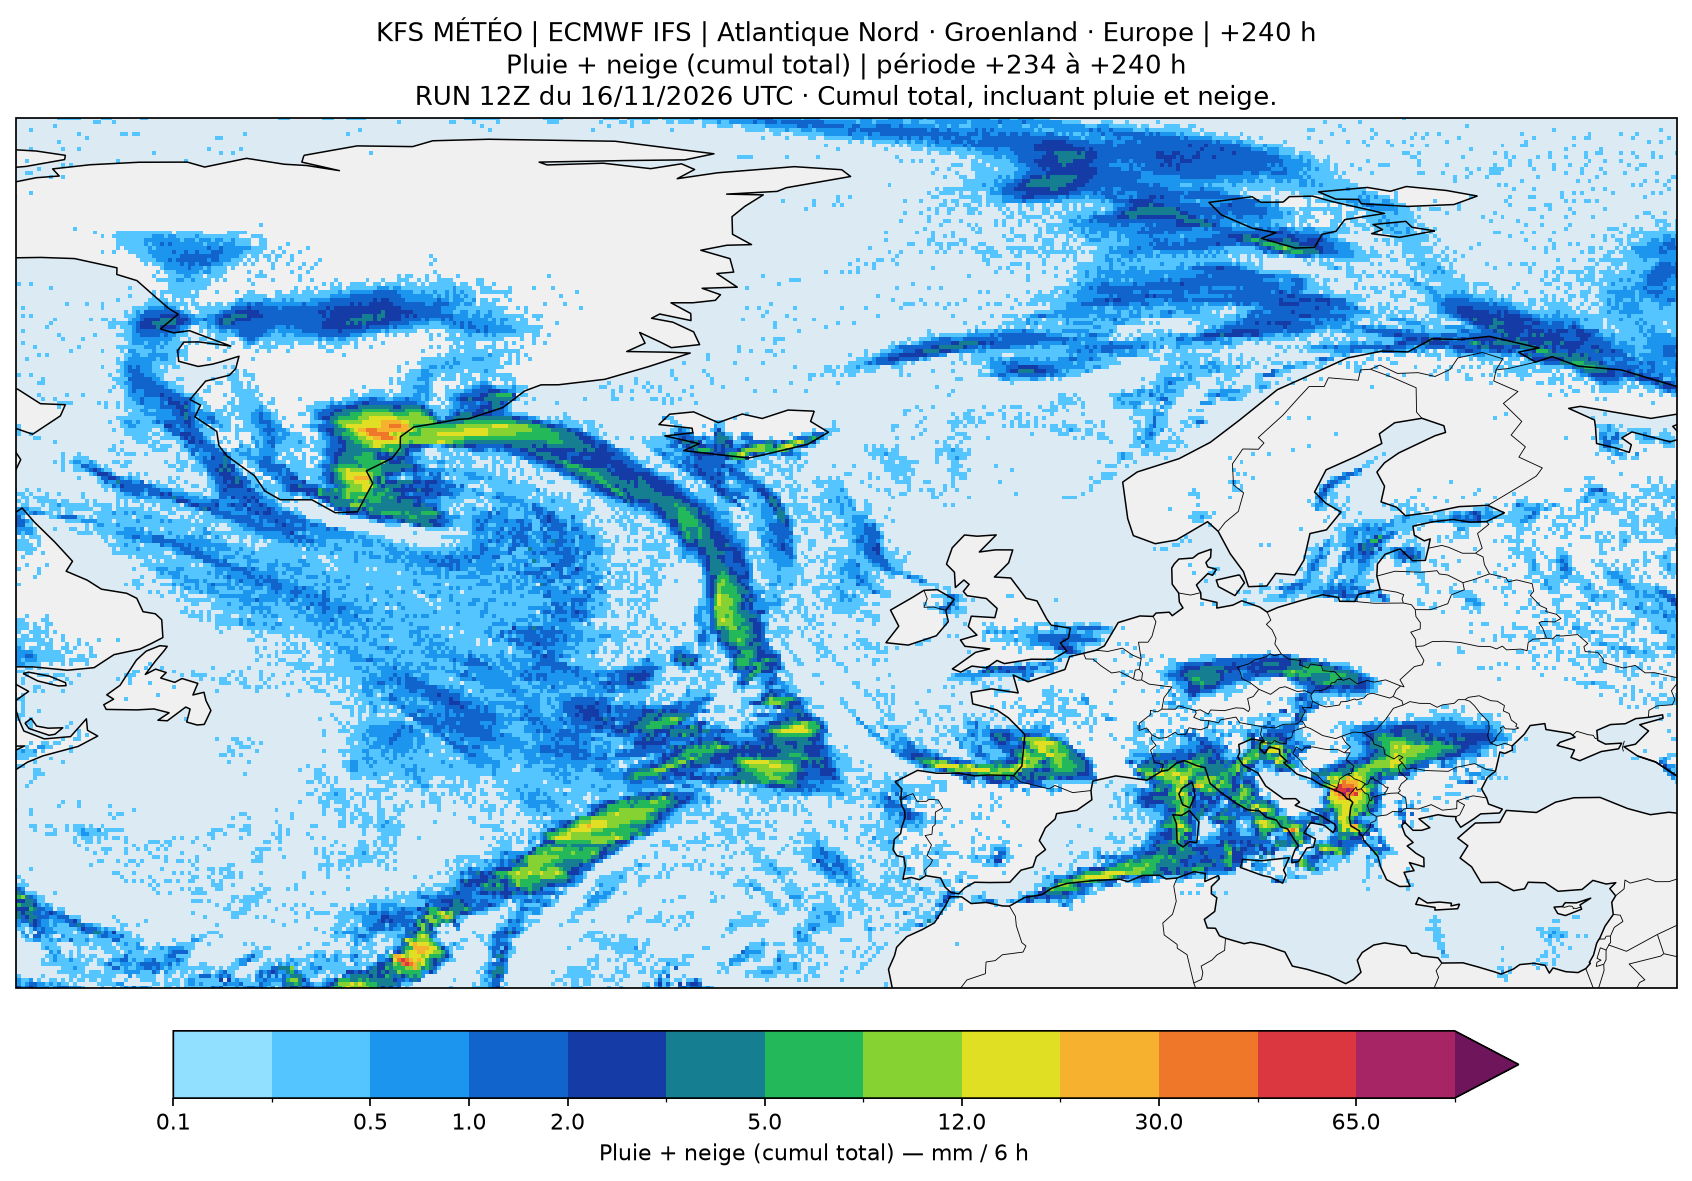 KFS MÉTÉO | ECMWF IFS | Atlantique Nord · Groenland · Europe | +240 h
Pluie + neige (cumul total) | période +234 à +240 h
RUN 12Z du 16/11/2026 UTC · Cumul total, incluant pluie et neige.
0.1 0.5 1.0 2.0 5.0 12.0 30.0 65.0
Pluie + neige (cumul total) — mm / 6 h